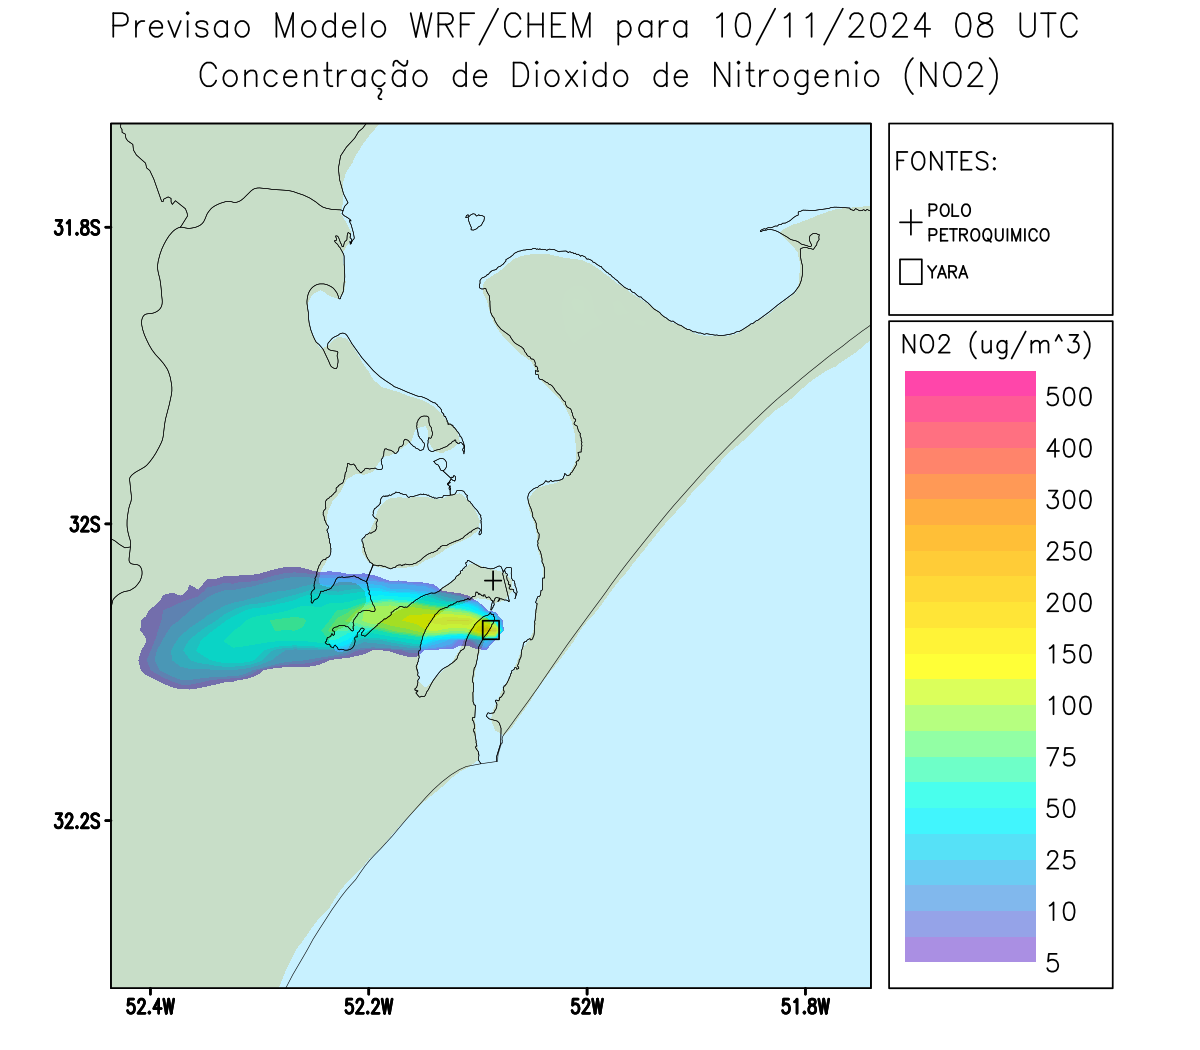 Previsao Modelo WRF/CHEM para 10/11/2024 08 UTC
Concentração de Dioxido de Nitrogenio (NO2)
FONTES:
POLO
PETROQUIMICO
YARA
31.8S
32S
32.2S
52.4W
52.2W
52W
51.8W
NO2 (ug/m^3)
500
400
300
250
200
150
100
75
50
25
10
5